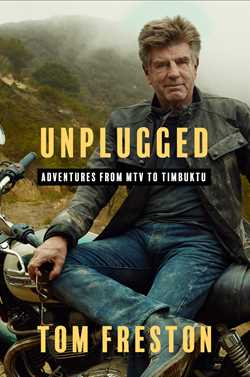 UNPLUGGED
ADVENTURES FROM MTV TO TIMBUKTU
TOM FRESTON